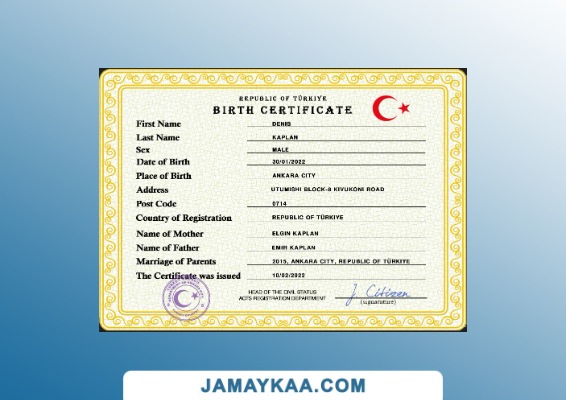 REPUBLIC OF TÜRKIYE
BIRTH CERTIFICATE
First Name DENIS
Last Name KAPLAN
Sex MALE
Date of Birth 30/01/2022
Place of Birth ANKARA CITY
Address UTUMISHI BLOCK-8 KIVUKONI ROAD
Post Code 0714
Country of Registration REPUBLIC OF TÜRKIYE
Name of Mother ELGIN KAPLAN
Name of Father EMIR KAPLAN
Marriage of Parents 2015, ANKARA CITY, REPUBLIC OF TÜRKIYE
The Certificate was issued 10/02/2022
HEAD OF THE CIVIL STATUS
ACTS REGISTRATION DEPARTMENT J. Citizen
(signature)
JAMAYKAA.COM